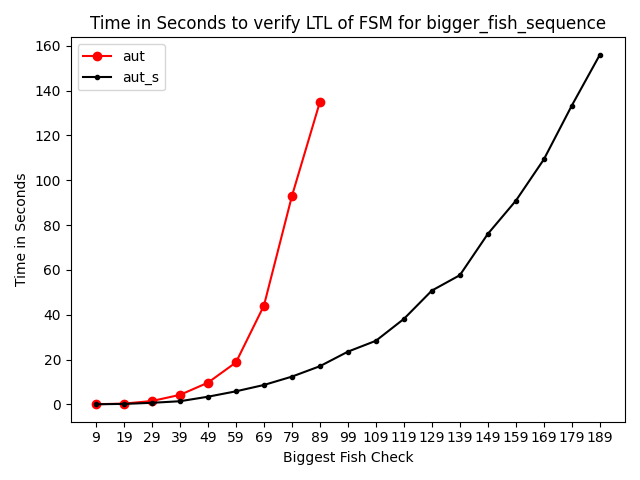 Time in Seconds to verify LTL of FSM for bigger_fish_sequence
aut
aut_s
160
140
120
100
80
60
40
20
0
Time in Seconds
9 19 29 39 49 59 69 79 89 99 109 119 129 139 149 159 169 179 189
Biggest Fish Check